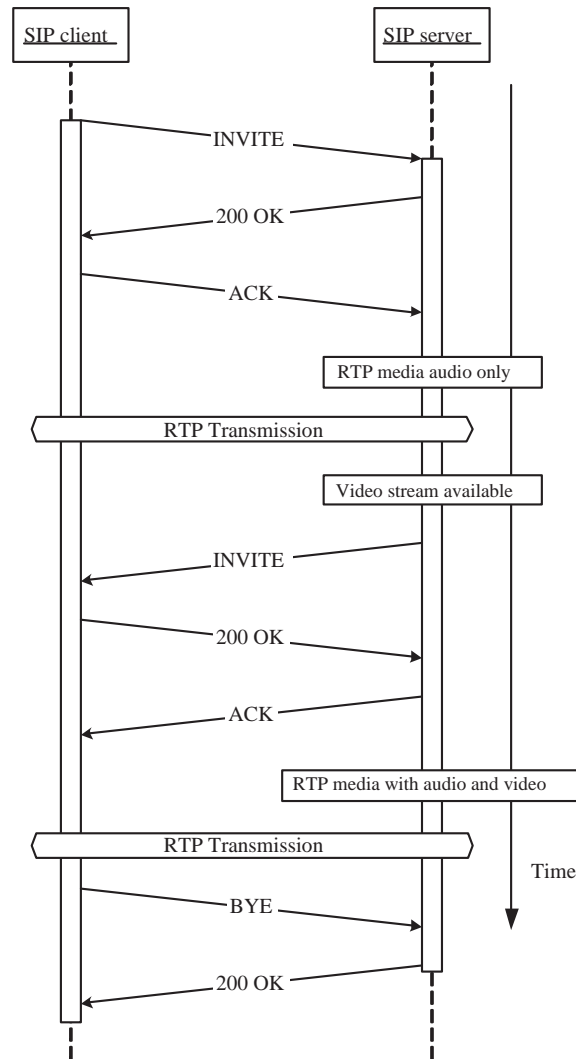 SIP client
SIP server
INVITE
200 OK
ACK
RTP media audio only
RTP Transmission
Video stream available
INVITE
200 OK
ACK
RTP media with audio and video
RTP Transmission
Time
BYE
200 OK